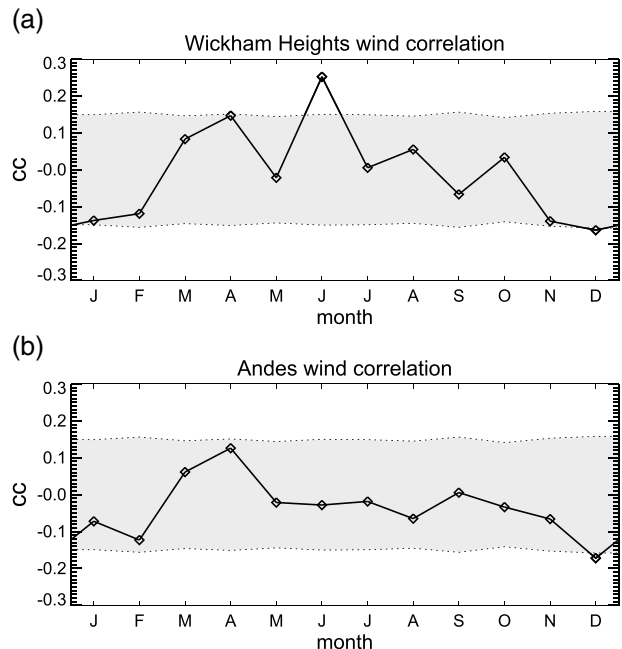 (a)
Wickham Heights wind correlation
0.3
0.2
0.1
-0.0
-0.1
-0.2
-0.3
cc
J F M A M J J A S O N D
month
(b)
Andes wind correlation
0.3
0.2
0.1
-0.0
-0.1
-0.2
-0.3
cc
J F M A M J J A S O N D
month